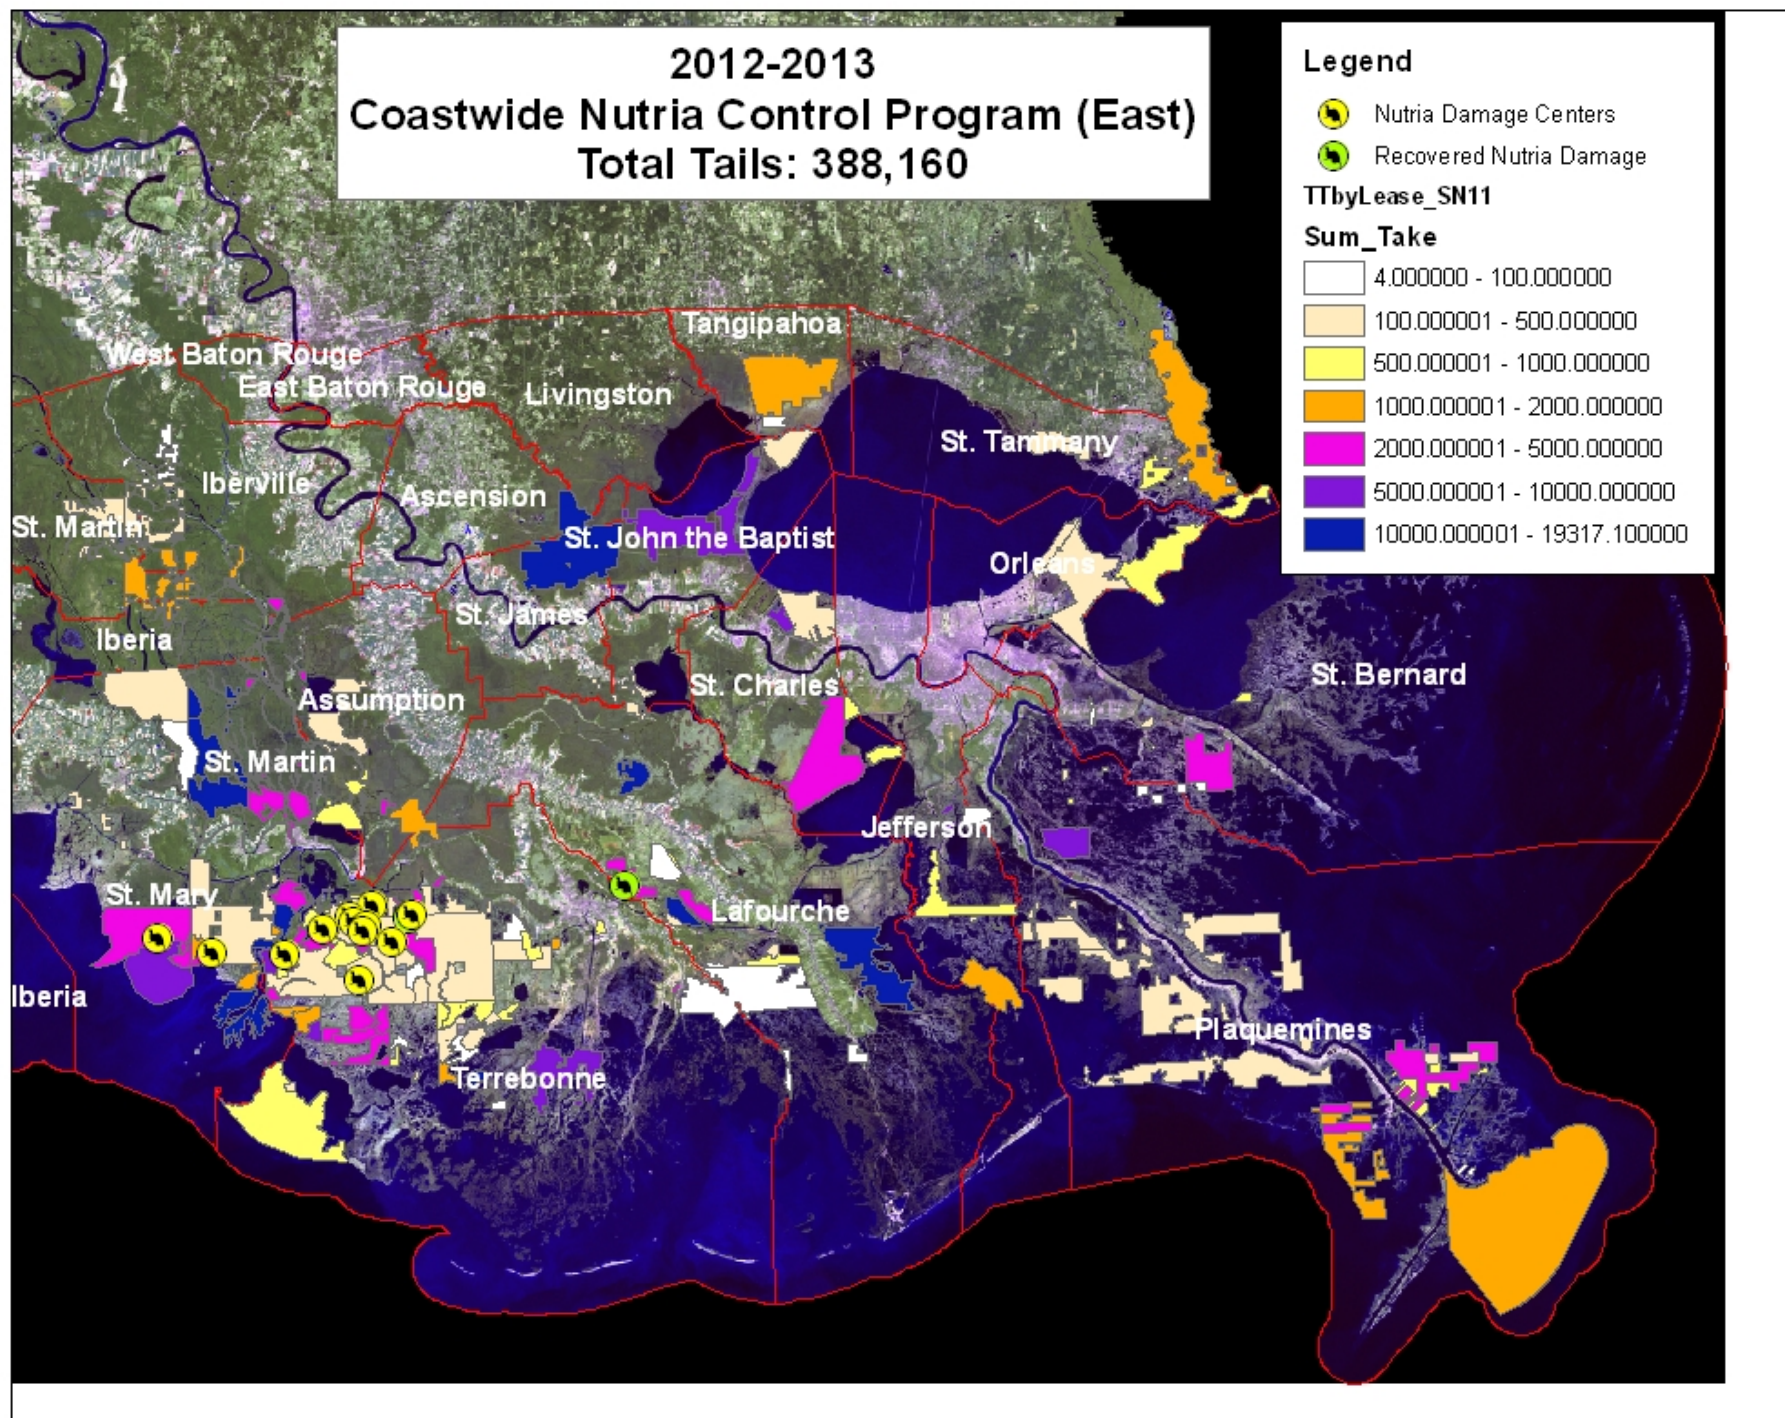 2012-2013
Coastwide Nutria Control Program (East)
Total Tails: 388,160
Legend
Nutria Damage Centers
Recovered Nutria Damage
TTbyLease_SN11
Sum_Take
4.000000 - 100.000000
100.000001 - 500.000000
500.000001 - 1000.000000
1000.000001 - 2000.000000
2000.000001 - 5000.000000
5000.000001 - 10000.000000
10000.000001 - 19317.100000
Tangipahoa
West Baton Rouge
East Baton Rouge
Livingston
St. Tammany
Iberville
Ascension
St. Martin
St. John the Baptist
Orleans
St. James
Iberia
St. Bernard
St. Charles
Assumption
St. Martin
Jefferson
St. Mary
Lafourche
Iberia
Plaquemines
Terrebonne